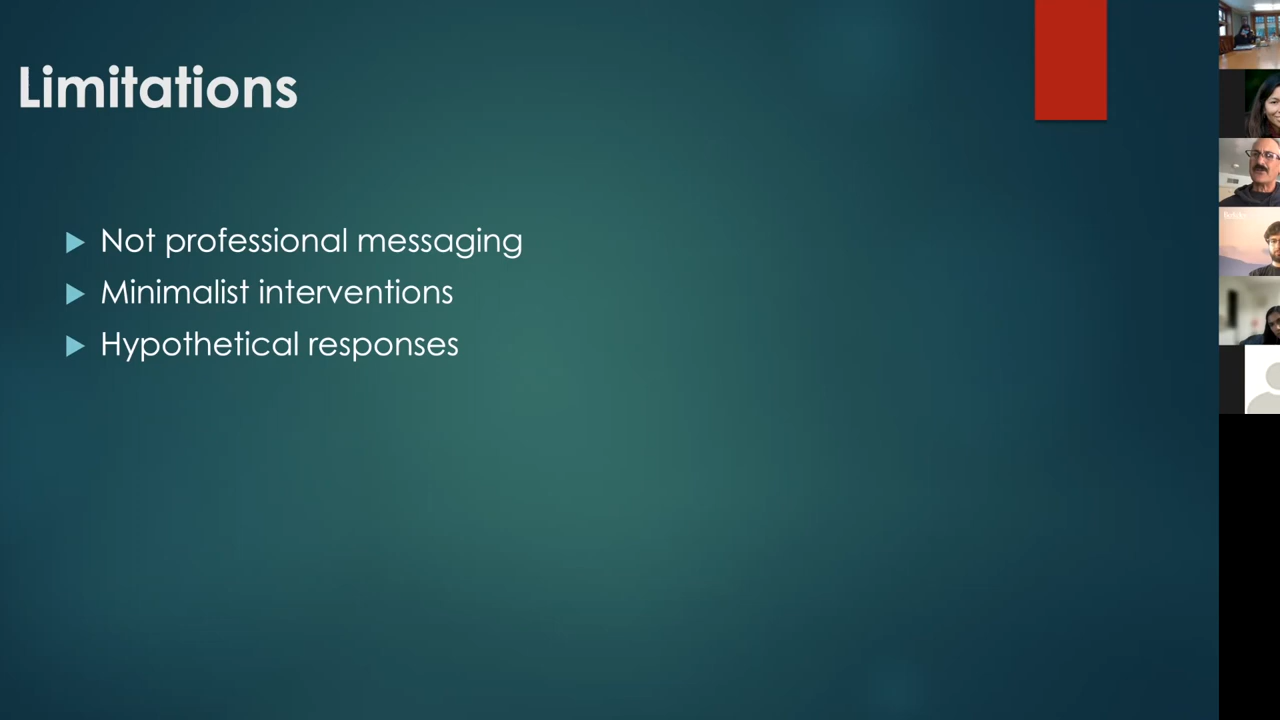 Limitations
Not professional messaging
Minimalist interventions
Hypothetical responses